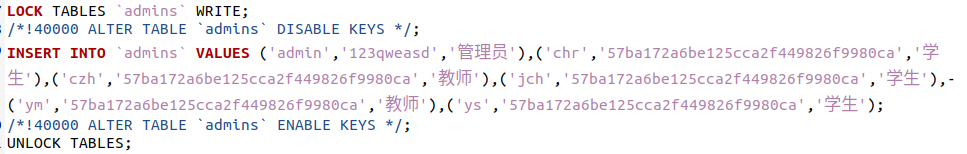 LOCK TABLES `admins` WRITE;
/*!40000 ALTER TABLE `admins` DISABLE KEYS */;
INSERT INTO `admins` VALUES ('admin','123qweasd','管理员'),('chr','57ba172a6be125cca2f449826f9980ca','学
生'),('czh','57ba172a6be125cca2f449826f9980ca','教师'),('jch','57ba172a6be125cca2f449826f9980ca','学生'),
('ym','57ba172a6be125cca2f449826f9980ca','教师'),('ys','57ba172a6be125cca2f449826f9980ca','学生');
/*!40000 ALTER TABLE `admins` ENABLE KEYS */;
UNLOCK TABLES;